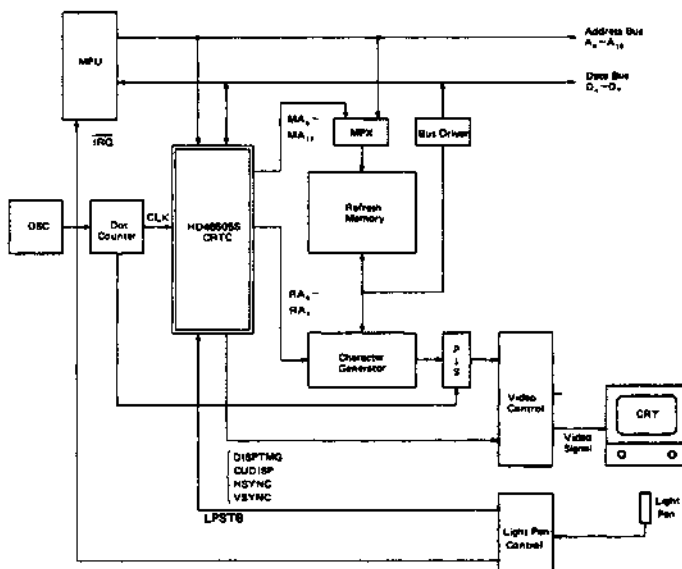 MPU
Address Bus
A₀~A₁₅
Data Bus
D₀~D₇
IRQ
MA₀~
MA₁₃
MPX
Bus Driver
OSC
Dot
Counter
CLK
HD46505S
CRTC
Refresh
Memory
RA₀~
RA₄
Character
Generator
P
↓
S
Video
Control
CRT
Video
Signal
DISPTMG
CUDISP
HSYNC
VSYNC
LPSTB
Light Pen
Control
Light
Pen